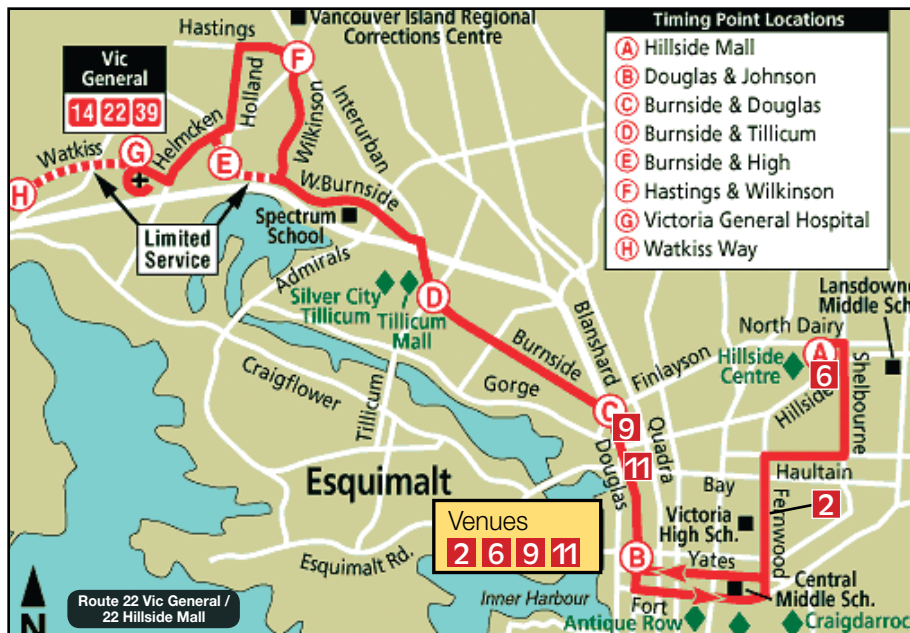 Vancouver Island Regional
Corrections Centre
Hastings
Timing Point Locations
A Hillside Mall
B Douglas & Johnson
C Burnside & Douglas
D Burnside & Tillicum
E Burnside & High
F Hastings & Wilkinson
G Victoria General Hospital
H Watkiss Way
Vic
General
14 22 39
F
Holland
Wilkinson
Interurban
Helmcken
Watkiss
G
E
H
W.Burnside
Limited
Service
Spectrum
School
Admirals
Silver City
Tillicum
Tillicum
Mall
D
Burnside
Gorge
Craigflower
Tillicum
Blanshard
Finlayson
Lansdowne
Middle Sch.
North Dairy
Hillside
Centre
A
6
Shelbourne
Hillside
C
9
11
Douglas
Quadra
Haultain
Bay
Fernwood
2
Esquimalt
Venues
2 6 9 11
Victoria
High Sch.
Esquimalt Rd.
B
Yates
Central
Middle Sch.
Inner Harbour
Fort
Antique Row
Craigdarroc
N
Route 22 Vic General /
22 Hillside Mall